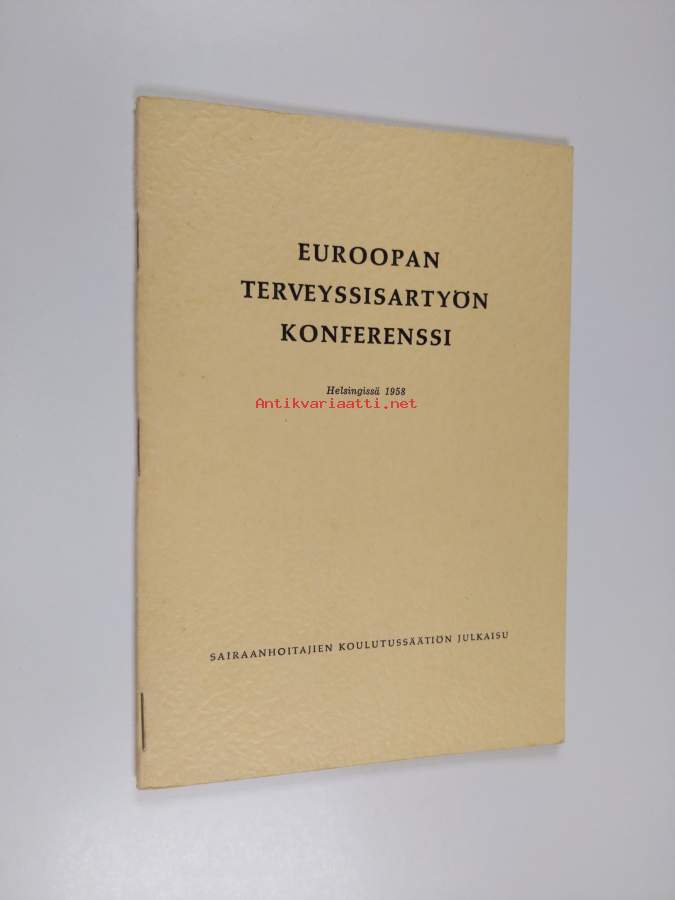 EUROOPAN
TERVEYSSISARTYÖN
KONFERENSSI
Helsingissä 1958
Antikvariaatti.net
SAIRAANHOITAJIEN KOULUTUSSÄÄTIÖN JULKAISU